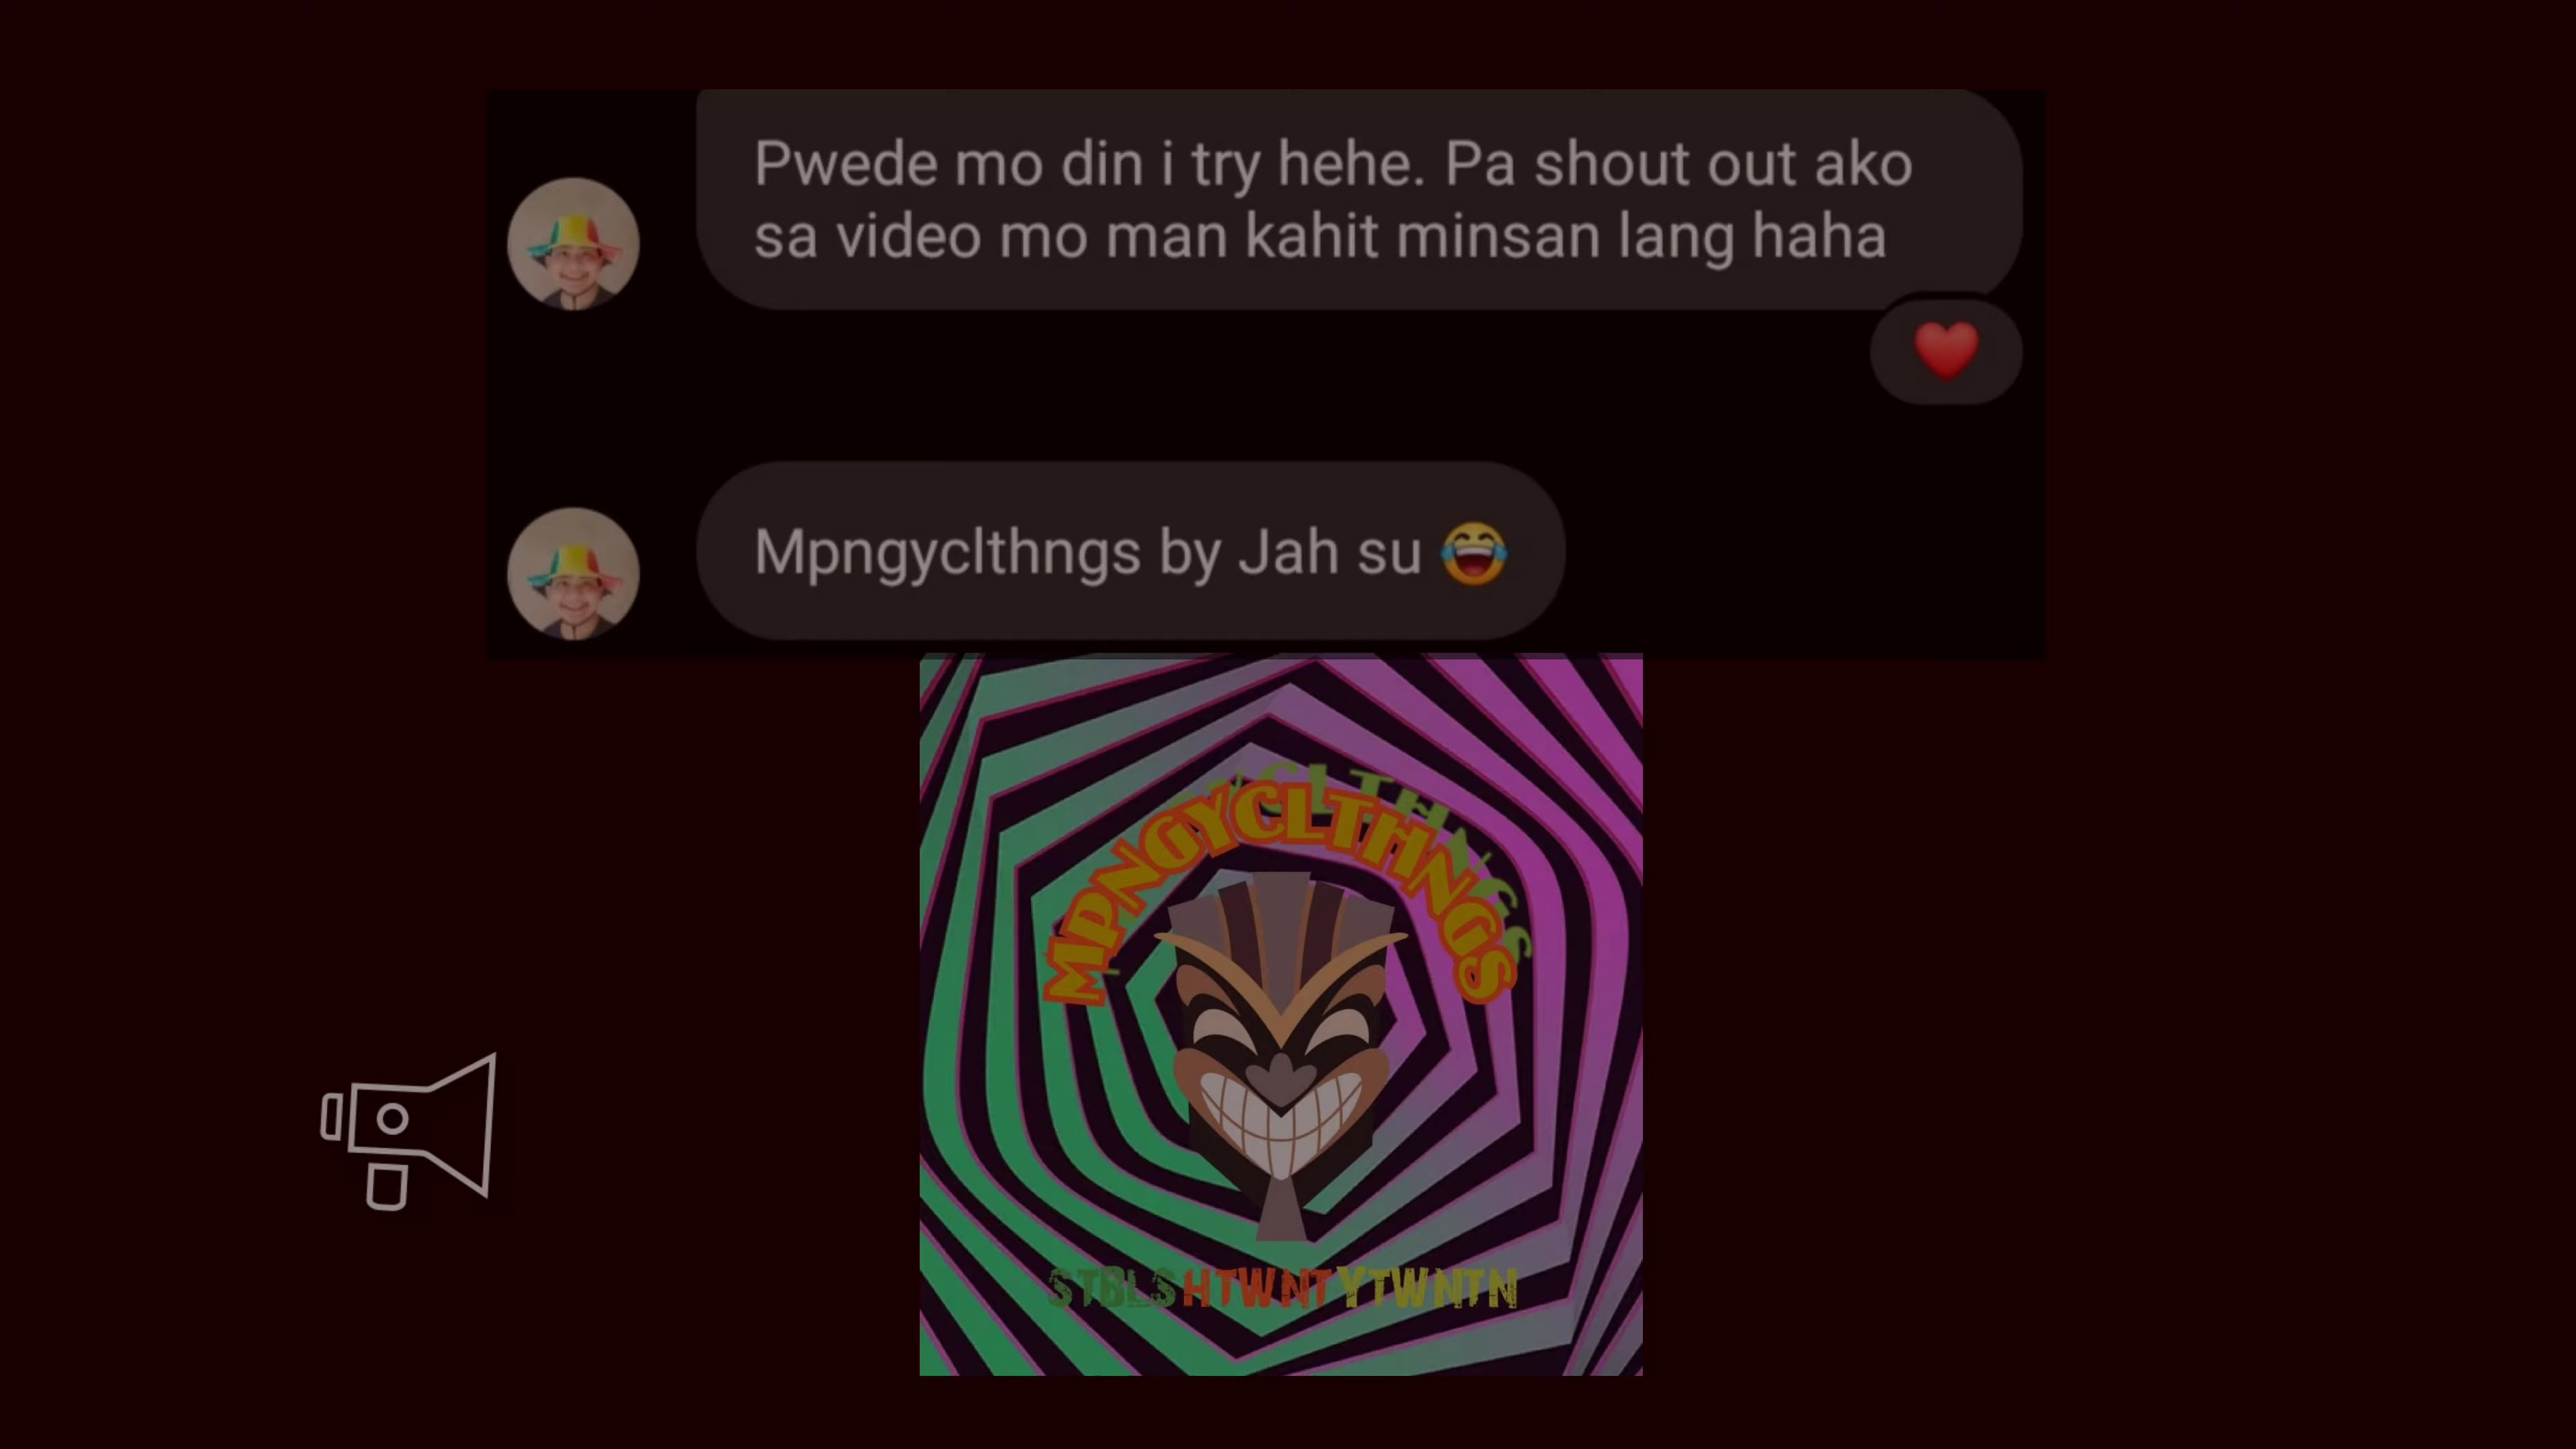 Pwede mo din i try hehe. Pa shout out ako
sa video mo man kahit minsan lang haha
Mpngyclthngs by Jah su 😂
MPNGYCLTHNGS
STBLSHTWNTYTWNTN